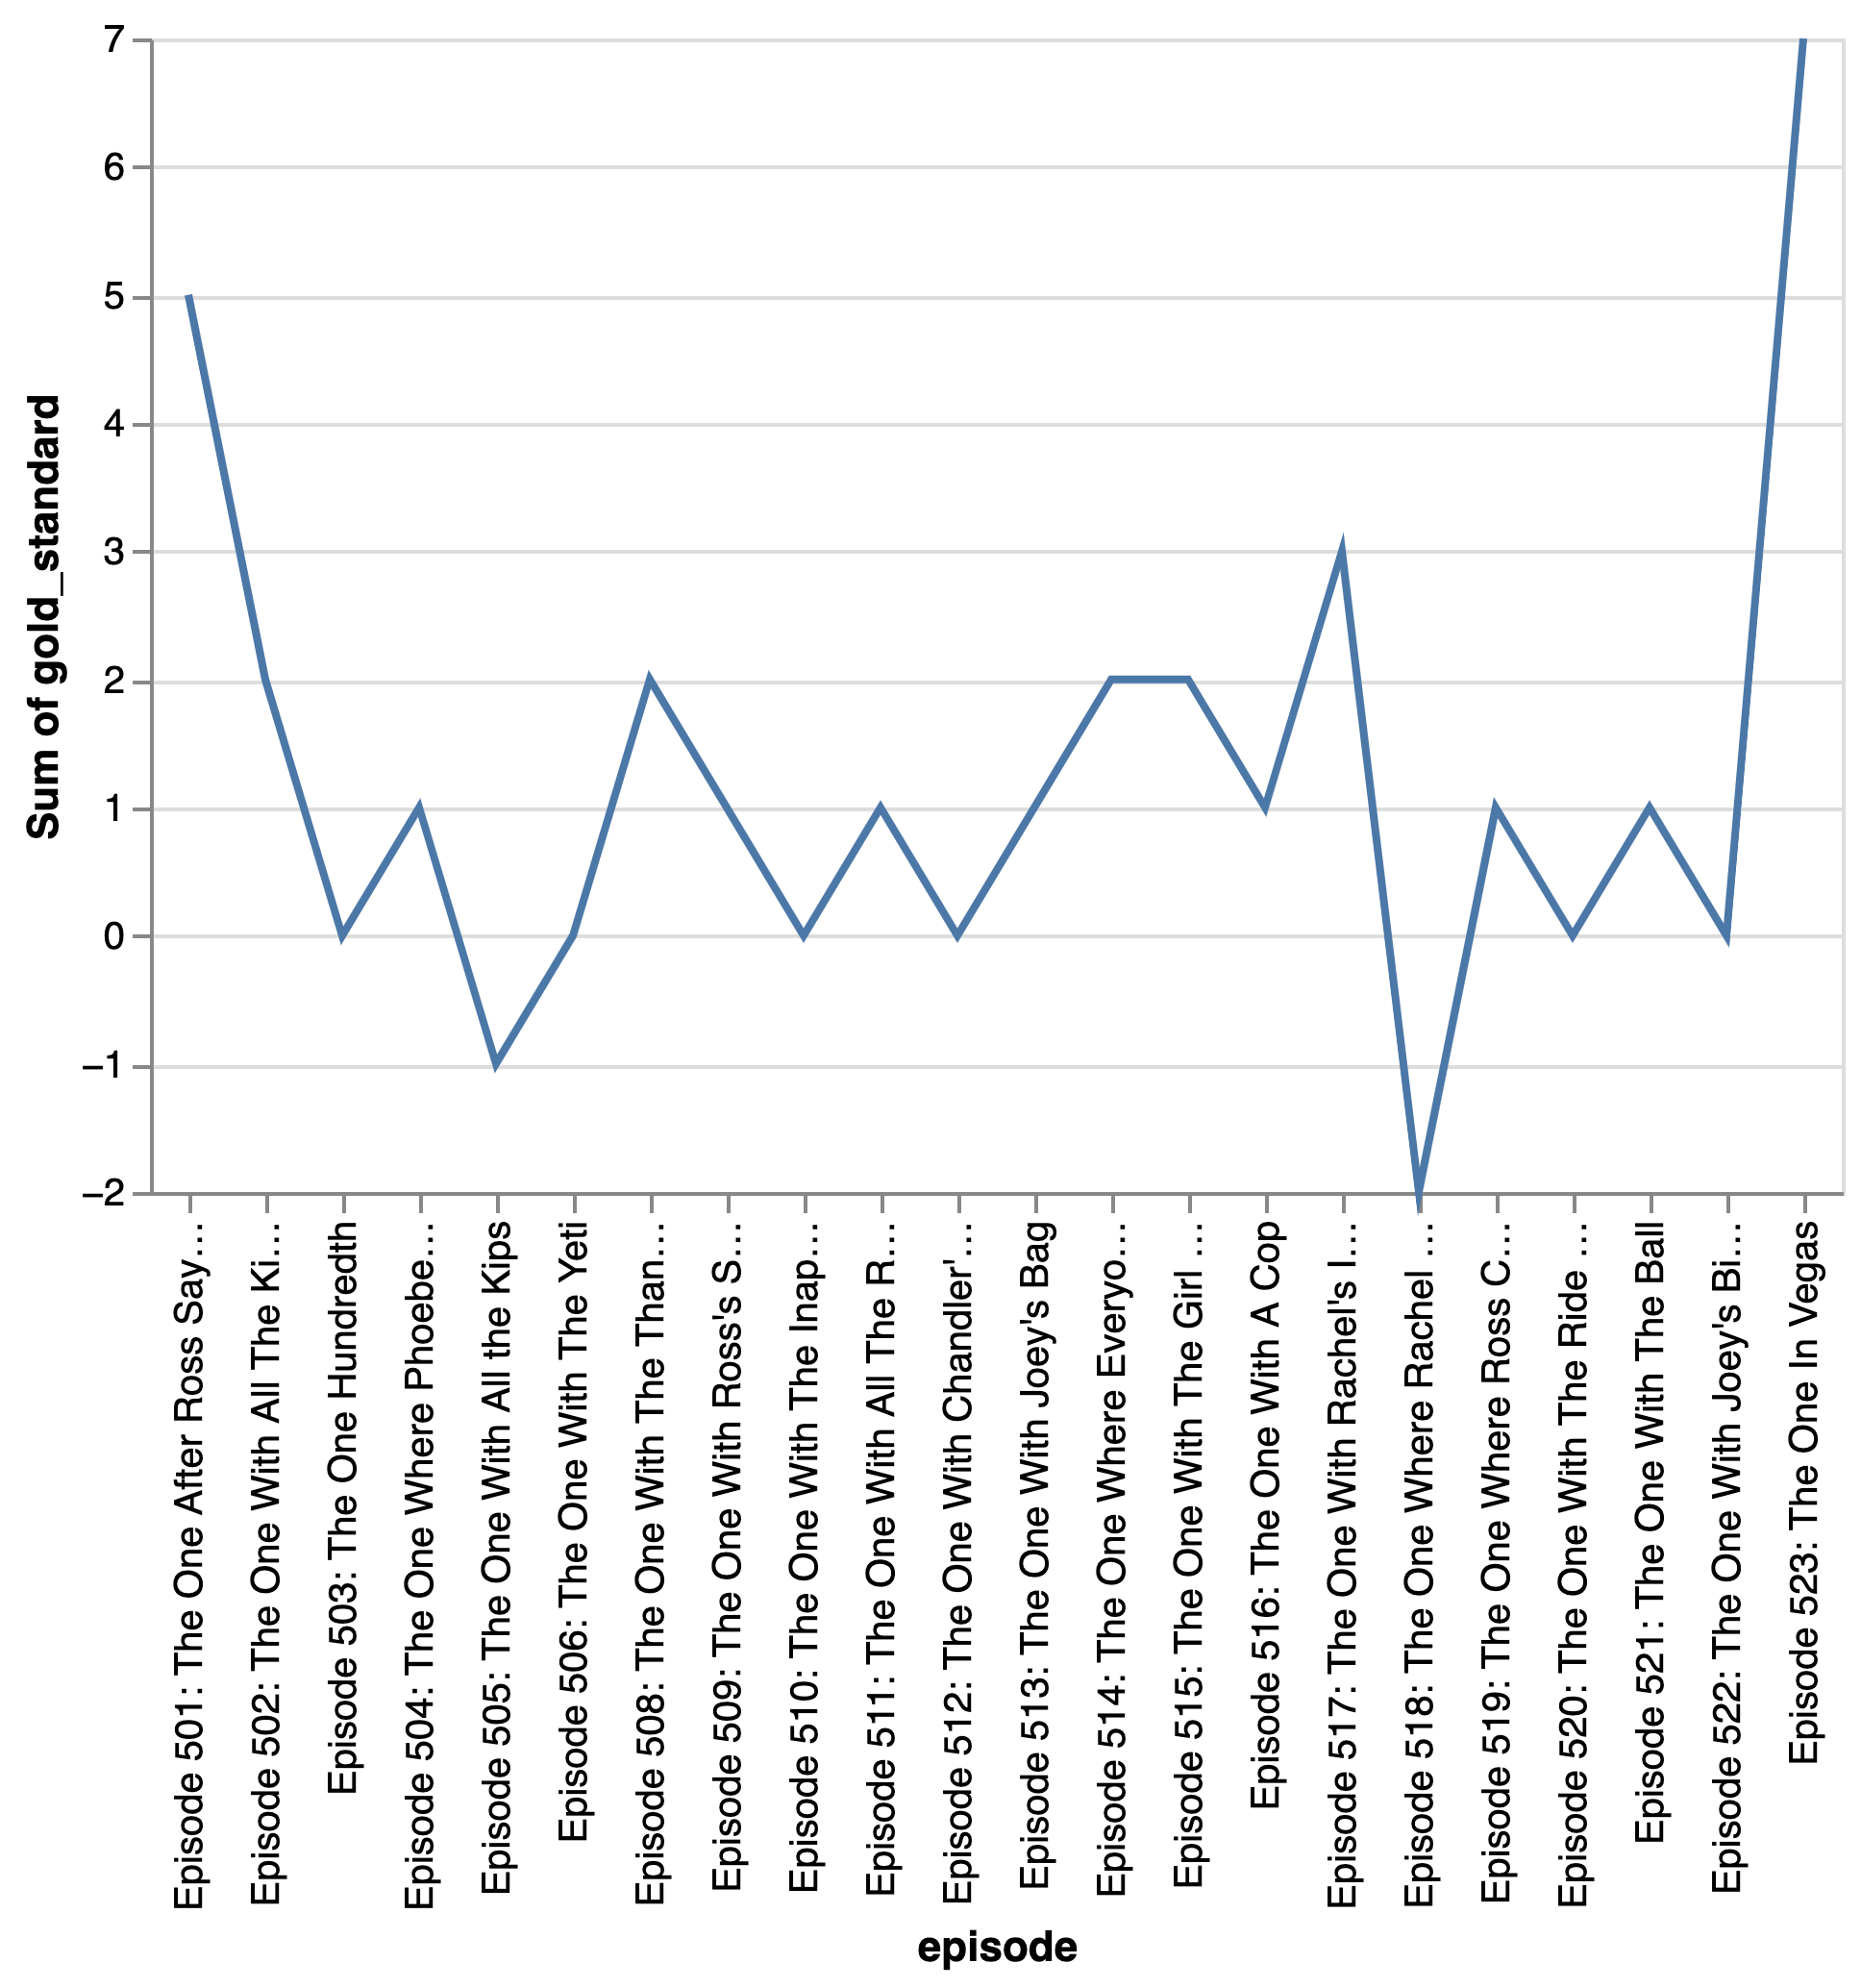 7
6
5
4
3
2
1
0
−1
−2
Sum of gold_standard
Episode 501: The One After Ross Say…
Episode 502: The One With All The Ki…
Episode 503: The One Hundredth
Episode 504: The One Where Phoebe…
Episode 505: The One With All the Kips
Episode 506: The One With The Yeti
Episode 508: The One With The Than…
Episode 509: The One With Ross's S…
Episode 510: The One With The Inap…
Episode 511: The One With All The R…
Episode 512: The One With Chandler'…
Episode 513: The One With Joey's Bag
Episode 514: The One Where Everyo…
Episode 515: The One With The Girl …
Episode 516: The One With A Cop
Episode 517: The One With Rachel's I…
Episode 518: The One Where Rachel …
Episode 519: The One Where Ross C…
Episode 520: The One With The Ride …
Episode 521: The One With The Ball
Episode 522: The One With Joey's Bi…
Episode 523: The One In Vegas
episode